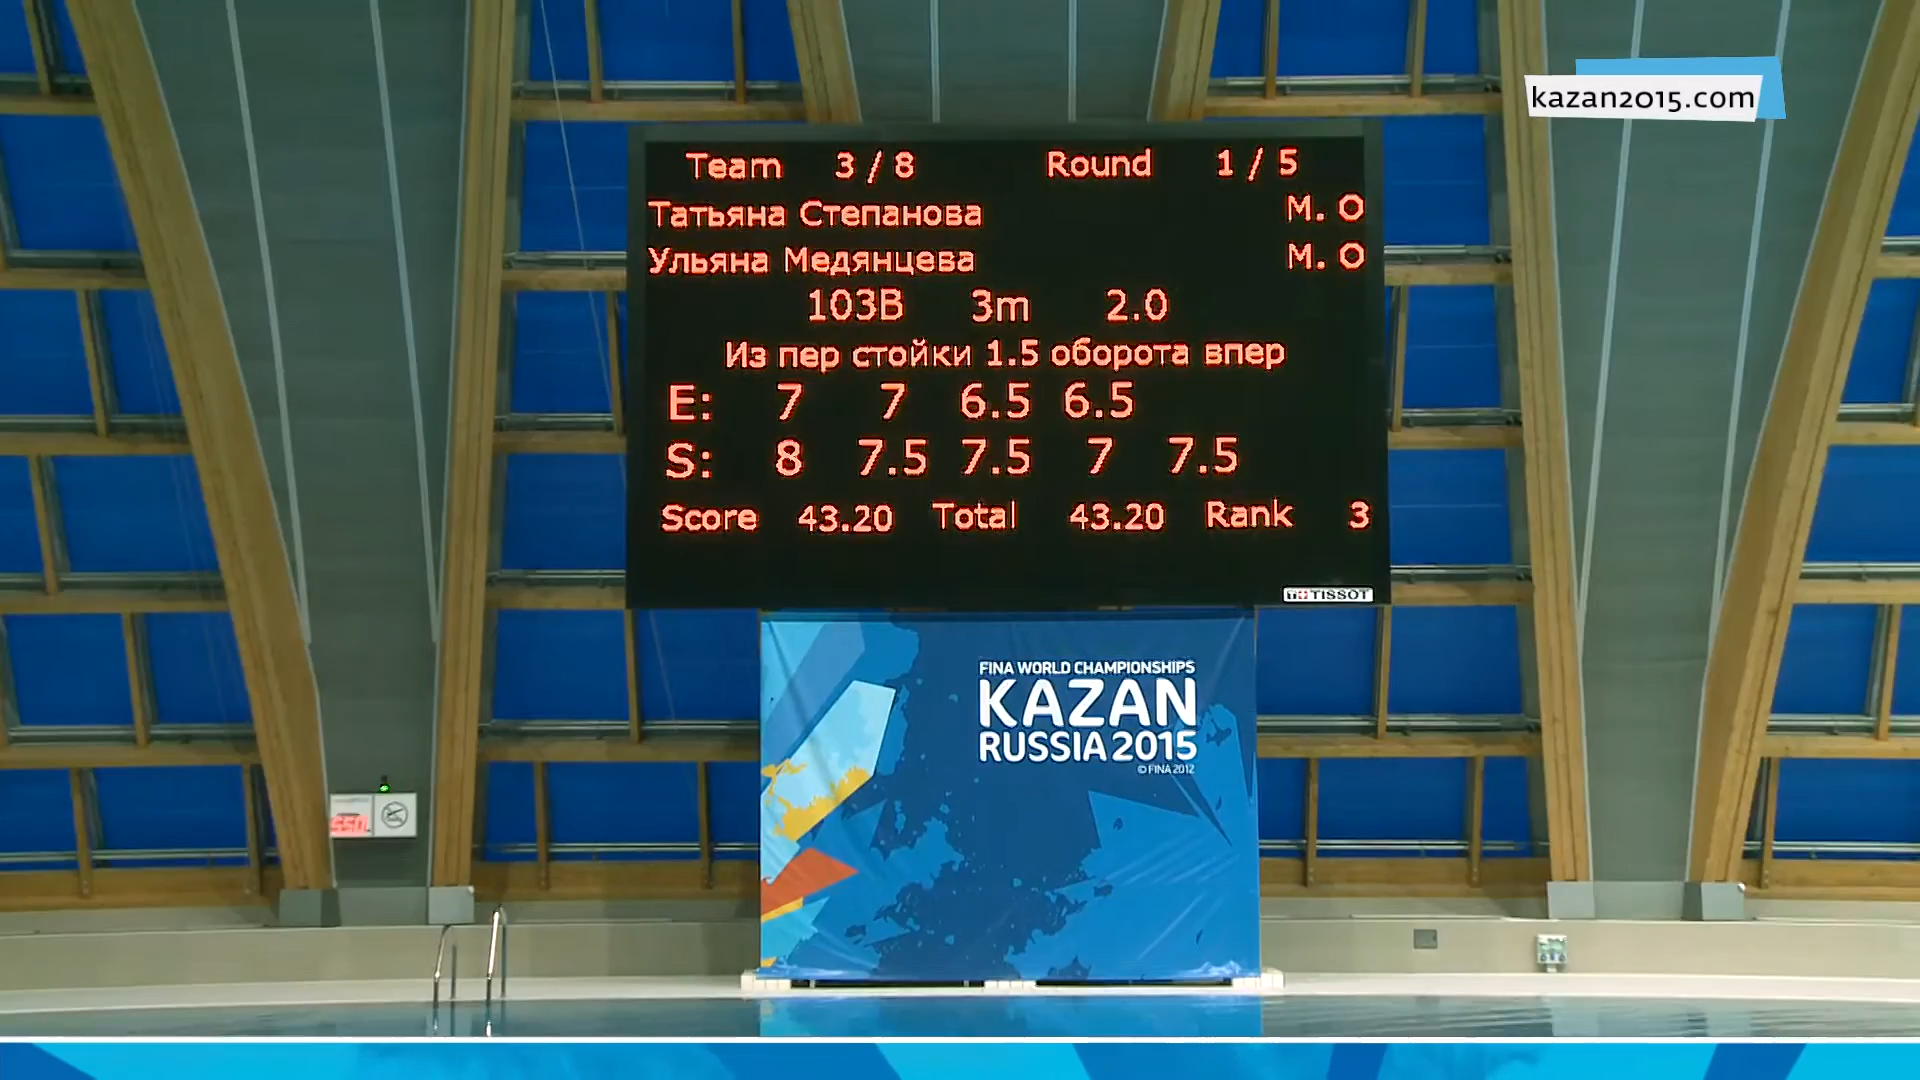 kazan2015.com
Team 3 / 8 Round 1 / 5
Татьяна Степанова М. О
Ульяна Медянцева М. О
103B 3m 2.0
Из пер стойки 1.5 оборота впер
E: 7 7 6.5 6.5
S: 8 7.5 7.5 7 7.5
Score 43.20 Total 43.20 Rank 3
TISSOT
FINA WORLD CHAMPIONSHIPS
KAZAN
RUSSIA 2015
© FINA 2012